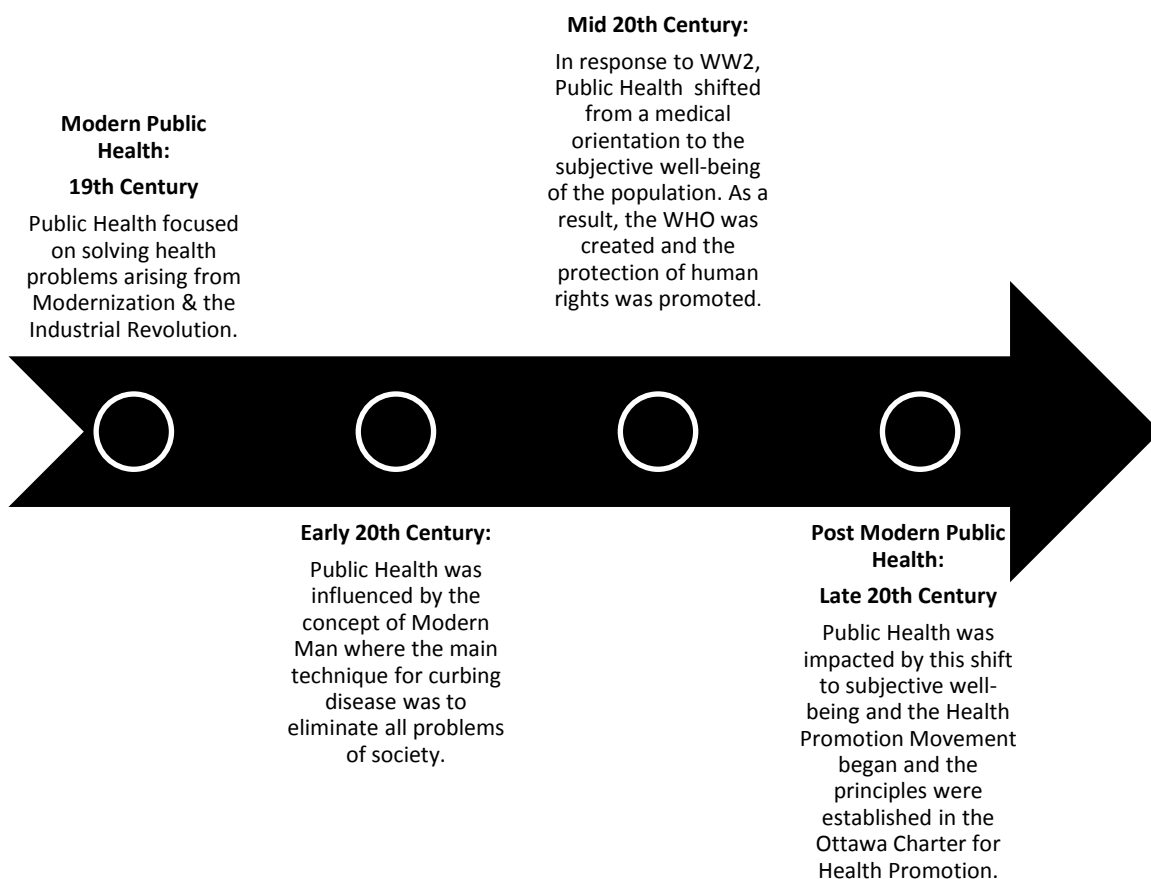 Modern Public
Health:
19th Century
Public Health focused
on solving health
problems arising from
Modernization & the
Industrial Revolution.
Early 20th Century:
Public Health was
influenced by the
concept of Modern
Man where the main
technique for curbing
disease was to
eliminate all problems
of society.
Mid 20th Century:
In response to WW2,
Public Health shifted
from a medical
orientation to the
subjective well-being
of the population. As a
result, the WHO was
created and the
protection of human
rights was promoted.
Post Modern Public
Health:
Late 20th Century
Public Health was
impacted by this shift
to subjective well-
being and the Health
Promotion Movement
began and the
principles were
established in the
Ottawa Charter for
Health Promotion.